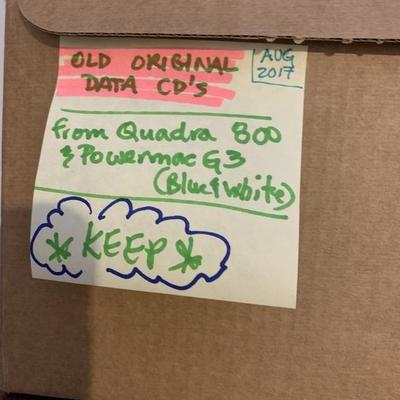 OLD ORIGINAL
DATA CD's
AUG
2017
from Quadra 800
& Powermac G3
(Blue & white)
* KEEP *